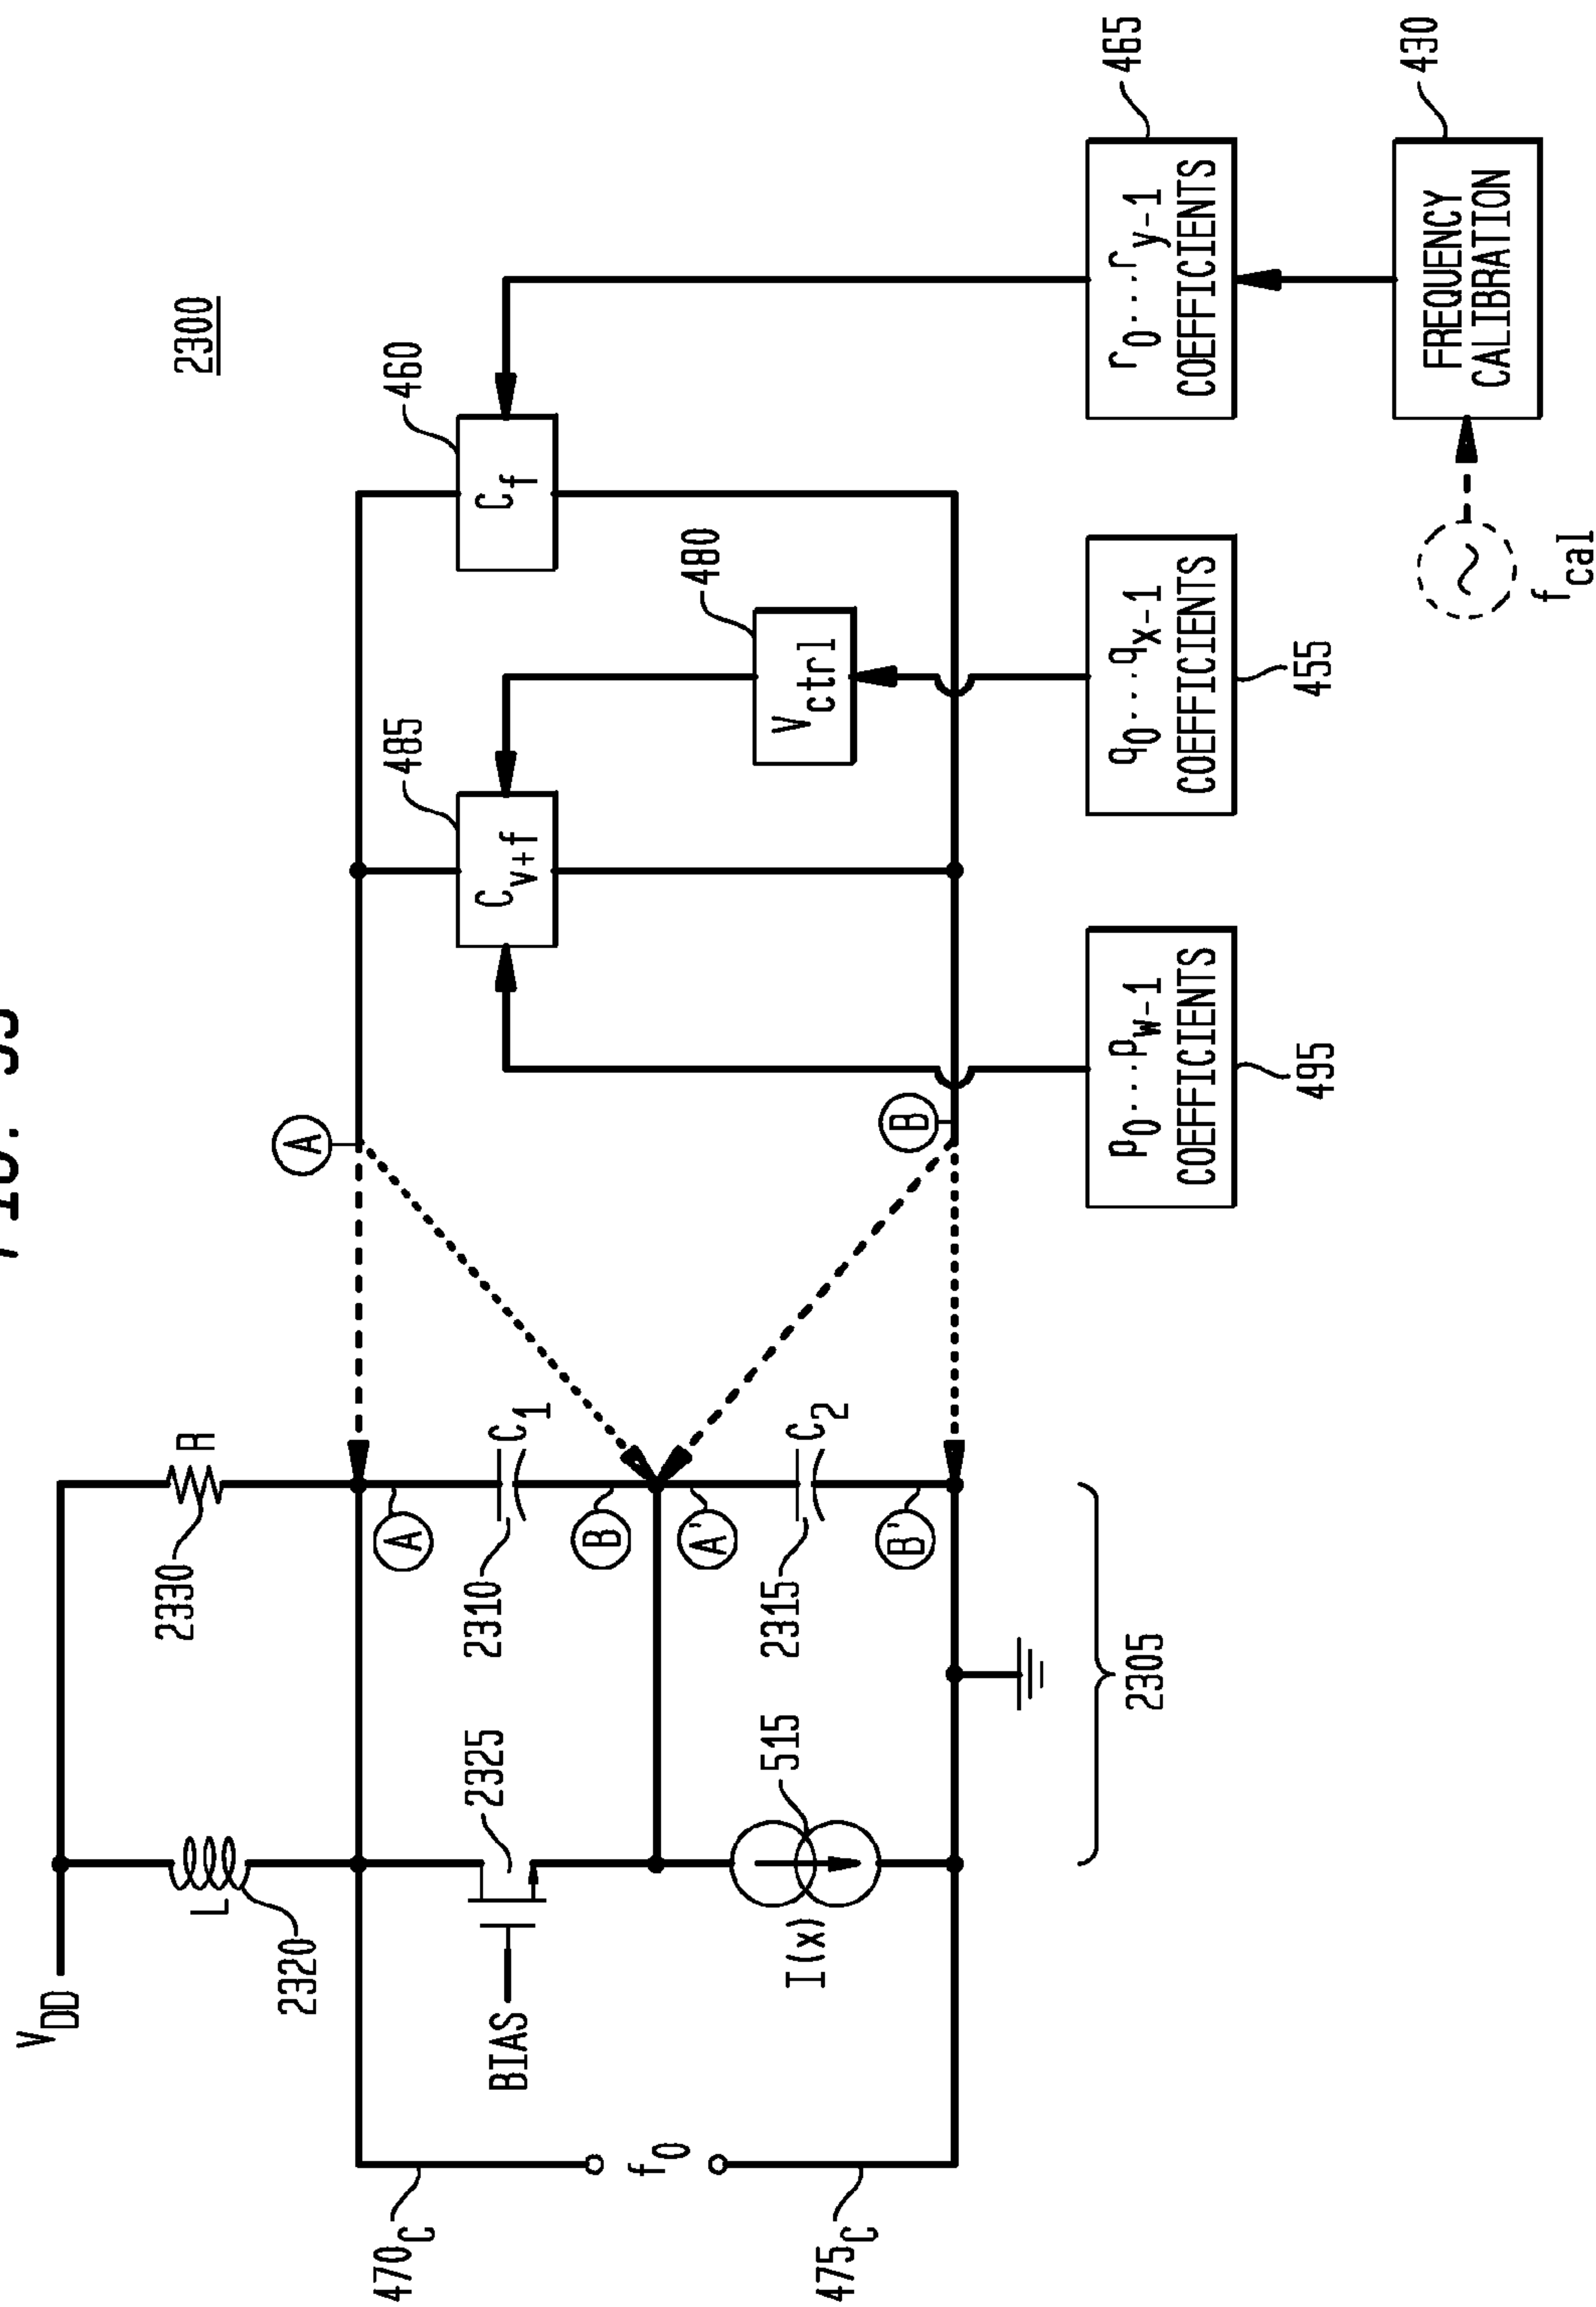 2300
V_DD
L
2320
R
2330
470_C
f_0
475_C
BIAS
2325
I(x)
515
A
2310
C_1
B
A'
2315
C_2
B'
2305
A
B
C_v+f
485
C_f
460
V_ctrl
480
p_0...p_w-1
COEFFICIENTS
495
q_0...q_x-1
COEFFICIENTS
455
r_0...r_y-1
COEFFICIENTS
465
FREQUENCY
CALIBRATION
430
f_cal